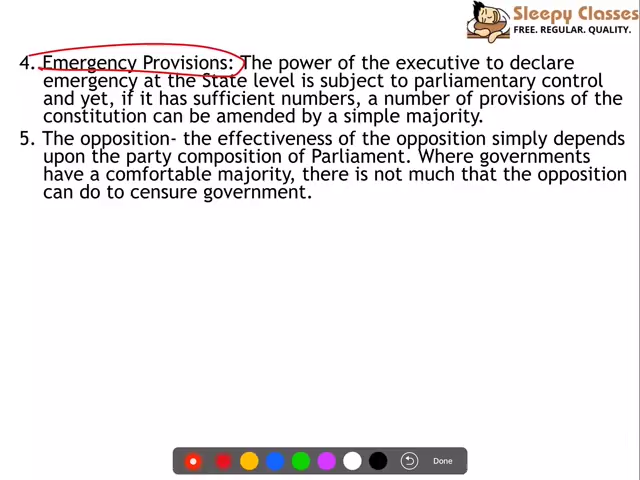 Sleepy Classes
FREE. REGULAR. QUALITY.
4. Emergency Provisions: The power of the executive to declare
emergency at the State level is subject to parliamentary control
and yet, if it has sufficient numbers, a number of provisions of the
constitution can be amended by a simple majority.
5. The opposition- the effectiveness of the opposition simply depends
upon the party composition of Parliament. Where governments
have a comfortable majority, there is not much that the opposition
can do to censure government.
Done